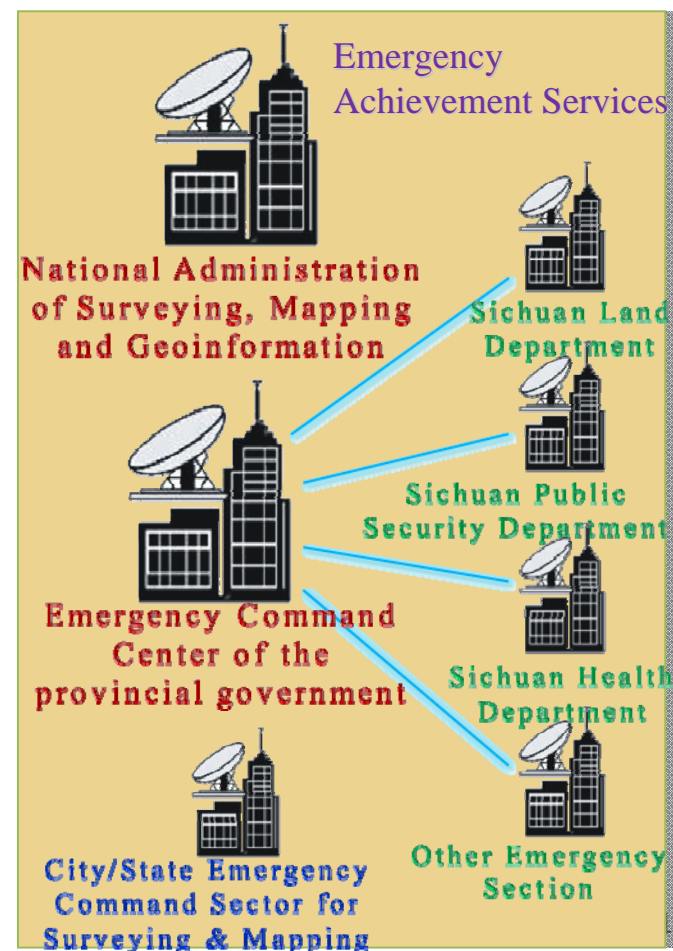 Emergency
Achievement Services
National Administration
of Surveying, Mapping
and Geoinformation
Sichuan Land
Department
Sichuan Public
Security Department
Emergency Command
Center of the
provincial government
Sichuan Health
Department
City/State Emergency
Command Sector for
Surveying & Mapping
Other Emergency
Section